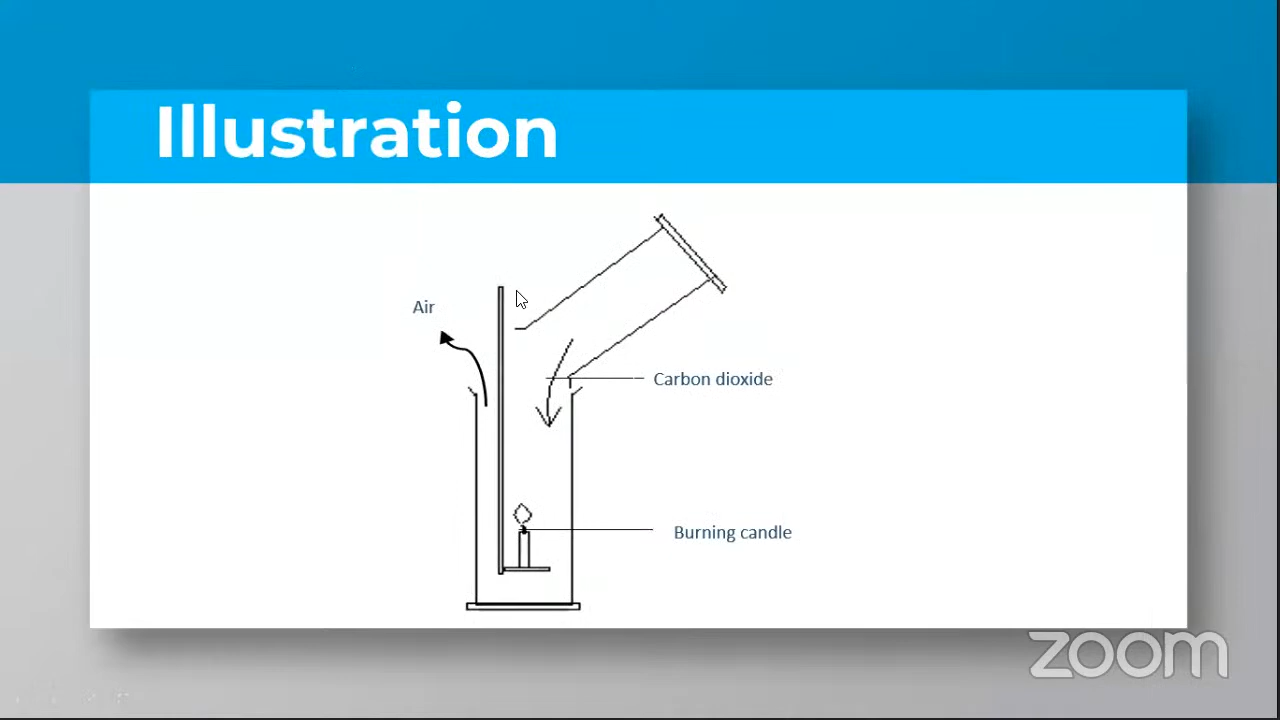 Illustration
Air
Carbon dioxide
Burning candle
zoom